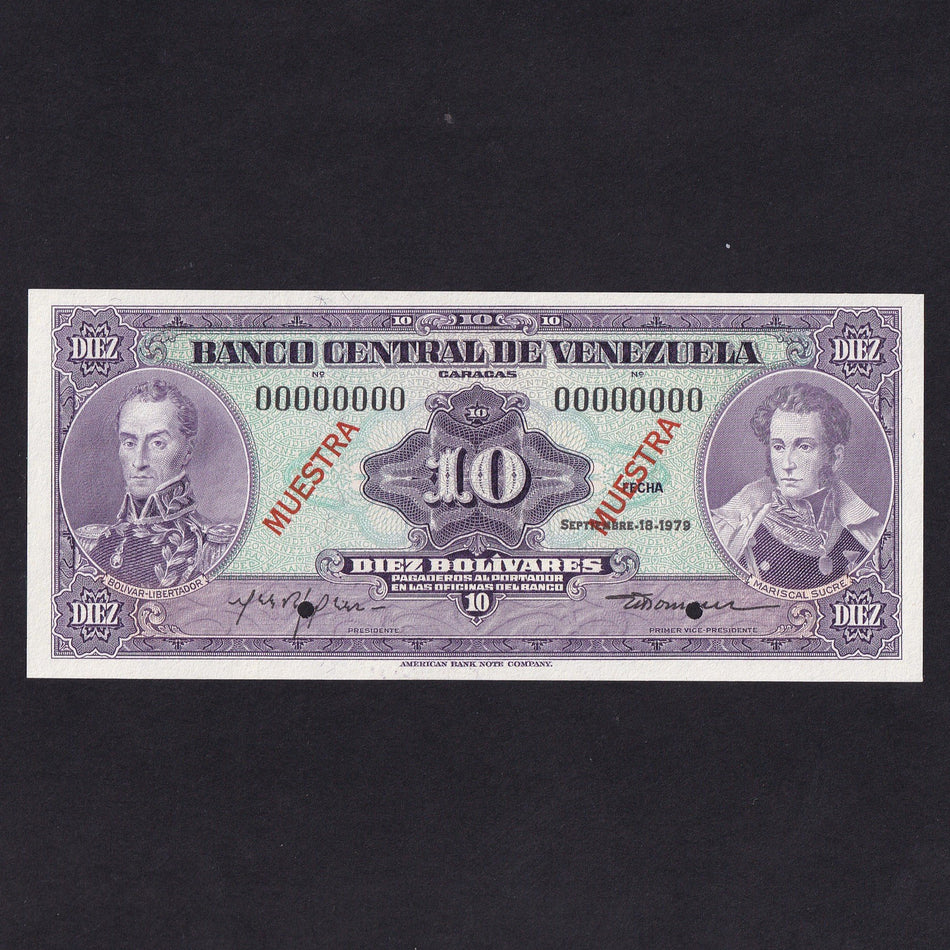 10 10 10
DIEZ BANCO CENTRAL DE VENEZUELA DIEZ
Nº CARACAS Nº
00000000 10 00000000
MUESTRA MUESTRA
10
FECHA
SEPTIEMBRE-18-1979
DIEZ BOLÍVARES
PAGADEROS AL PORTADOR
EN LAS OFICINAS DEL BANCO
BOLIVAR-LIBERTADOR MARISCAL SUCRE
DIEZ 10 DIEZ
PRESIDENTE PRIMER VICE-PRESIDENTE
AMERICAN BANK NOTE COMPANY.